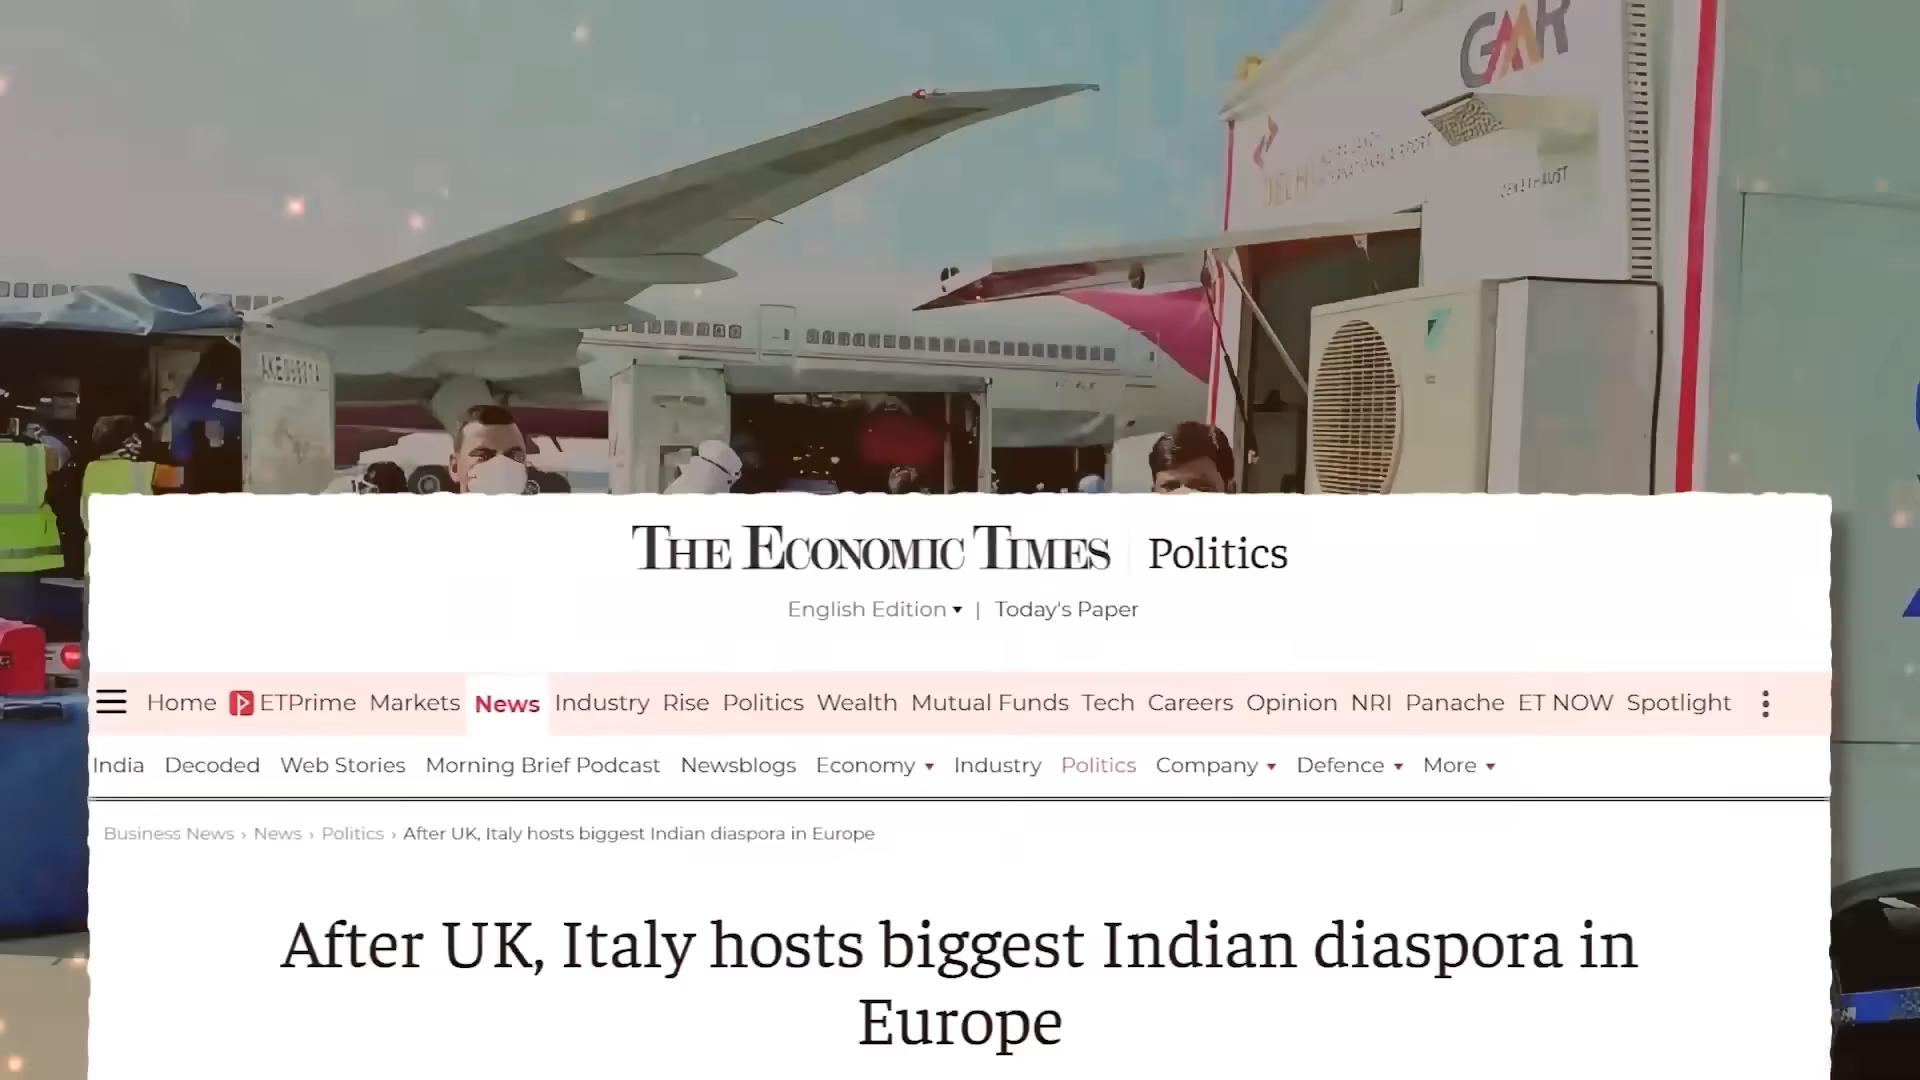 GMR
DELHI
THE ECONOMIC TIMES | Politics
English Edition ▾ | Today's Paper
Home ETPrime Markets News Industry Rise Politics Wealth Mutual Funds Tech Careers Opinion NRI Panache ET NOW Spotlight
India Decoded Web Stories Morning Brief Podcast Newsblogs Economy ▾ Industry Politics Company ▾ Defence ▾ More ▾
Business News › News › Politics › After UK, Italy hosts biggest Indian diaspora in Europe
After UK, Italy hosts biggest Indian diaspora in
Europe